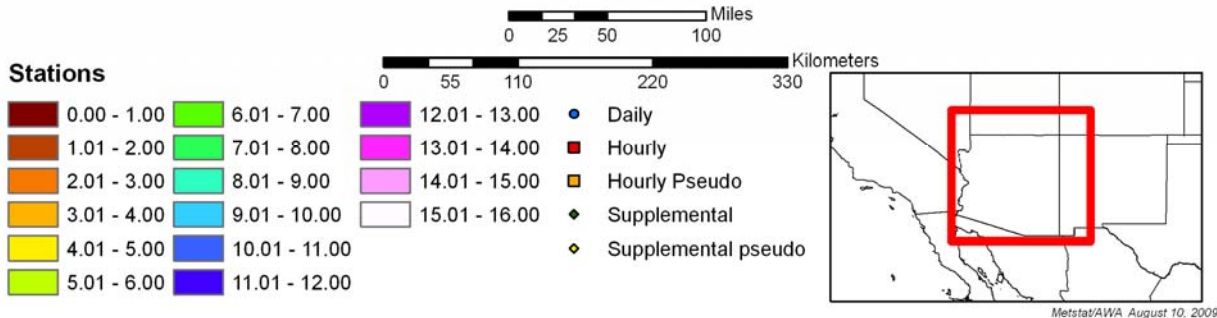 Miles
0 25 50 100
Kilometers
0 55 110 220 330
Stations
0.00 - 1.00
1.01 - 2.00
2.01 - 3.00
3.01 - 4.00
4.01 - 5.00
5.01 - 6.00
6.01 - 7.00
7.01 - 8.00
8.01 - 9.00
9.01 - 10.00
10.01 - 11.00
11.01 - 12.00
12.01 - 13.00
13.01 - 14.00
14.01 - 15.00
15.01 - 16.00
Daily
Hourly
Hourly Pseudo
Supplemental
Supplemental pseudo
Metstat/AWA August 10, 2009